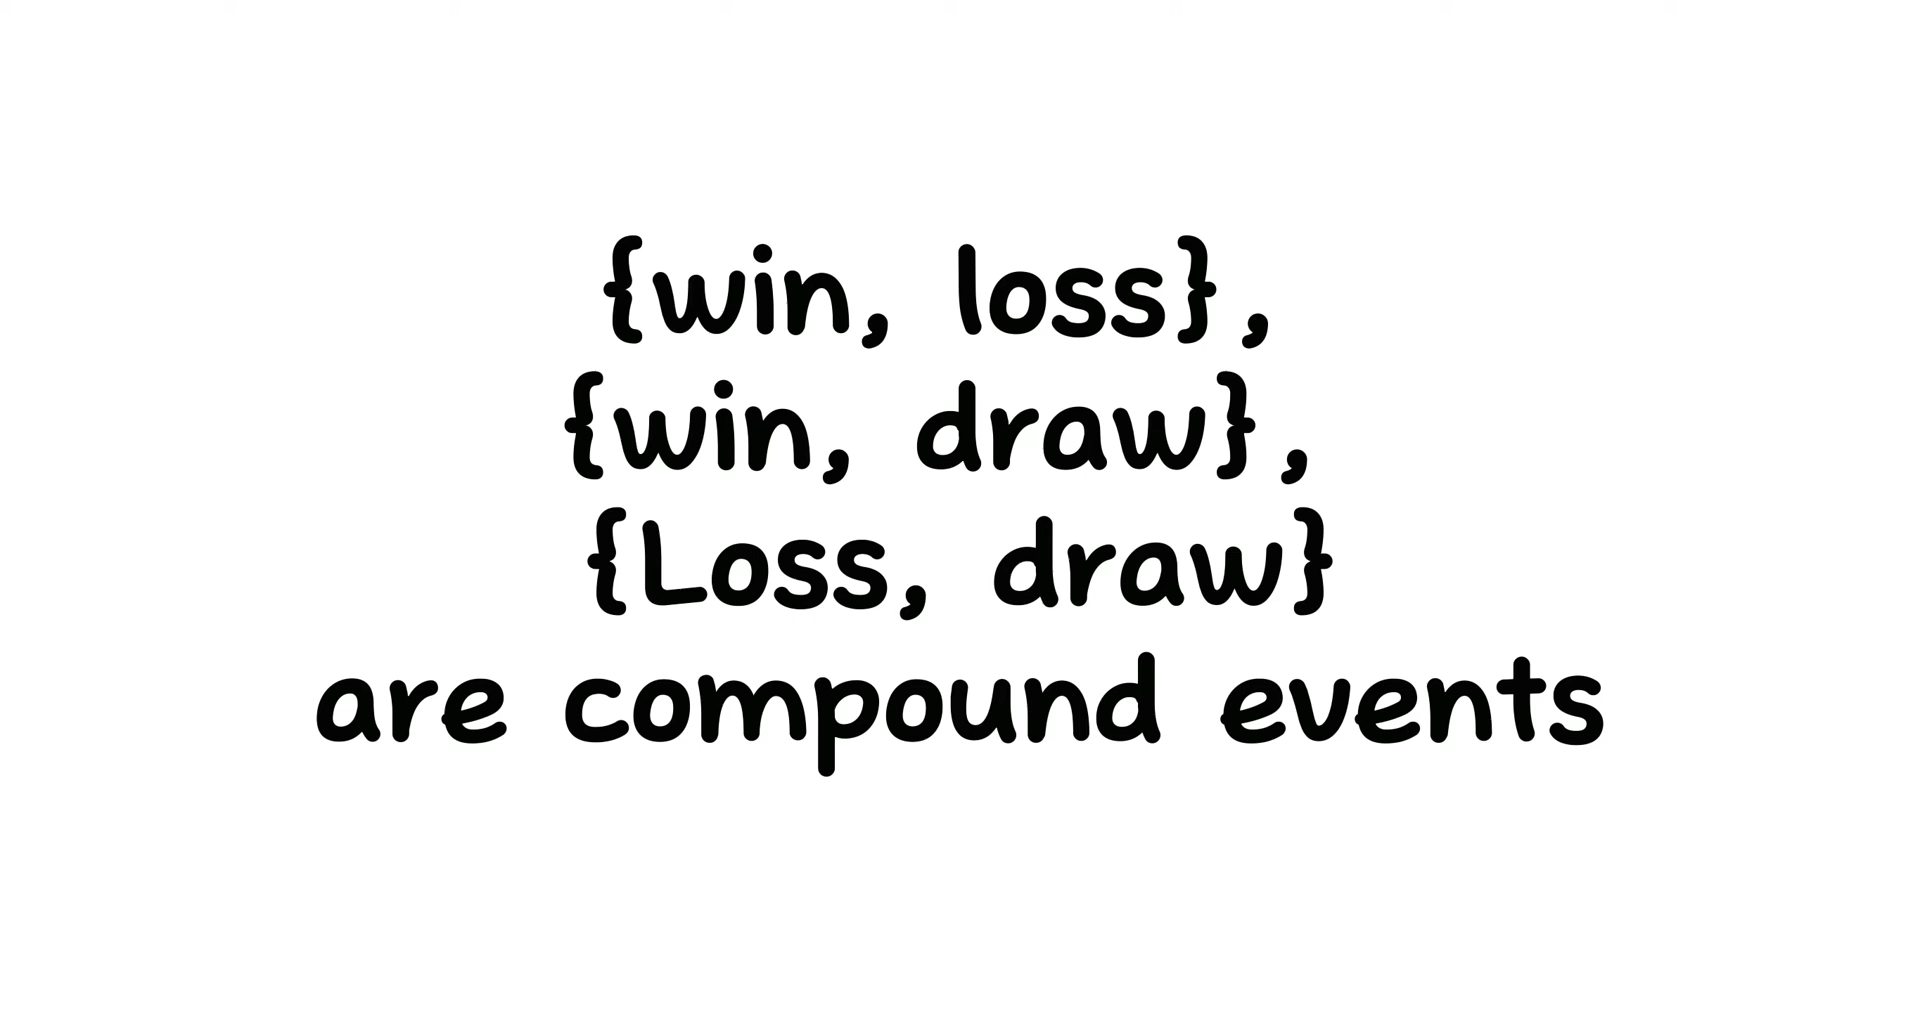 {win, loss},
{win, draw},
{Loss, draw}
are compound events